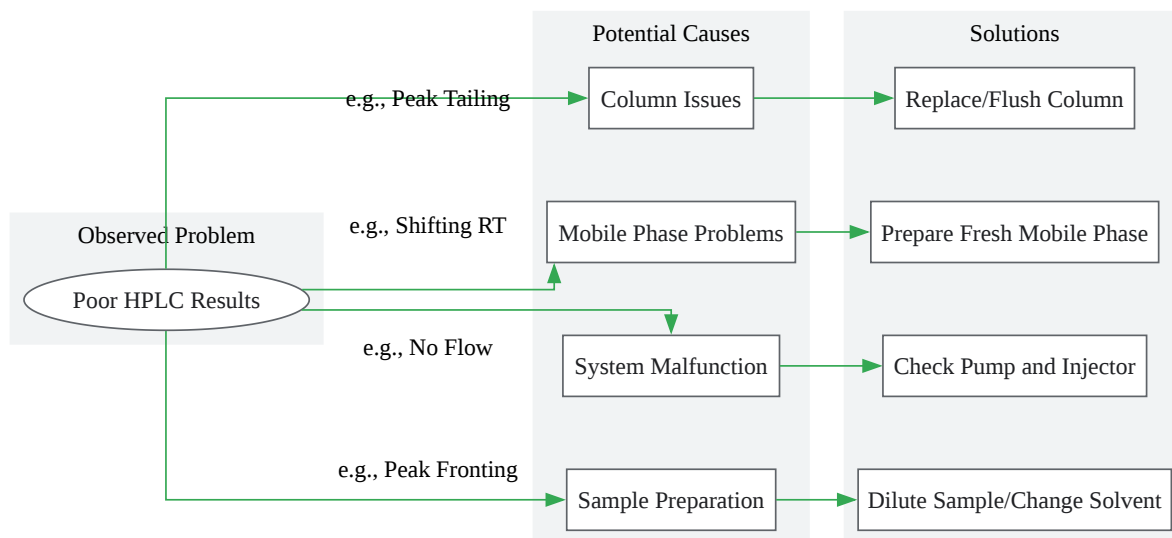 Potential Causes
Solutions
e.g., Peak Tailing
Column Issues
Replace/Flush Column
e.g., Shifting RT
Mobile Phase Problems
Prepare Fresh Mobile Phase
Observed Problem
Poor HPLC Results
e.g., No Flow
System Malfunction
Check Pump and Injector
e.g., Peak Fronting
Sample Preparation
Dilute Sample/Change Solvent